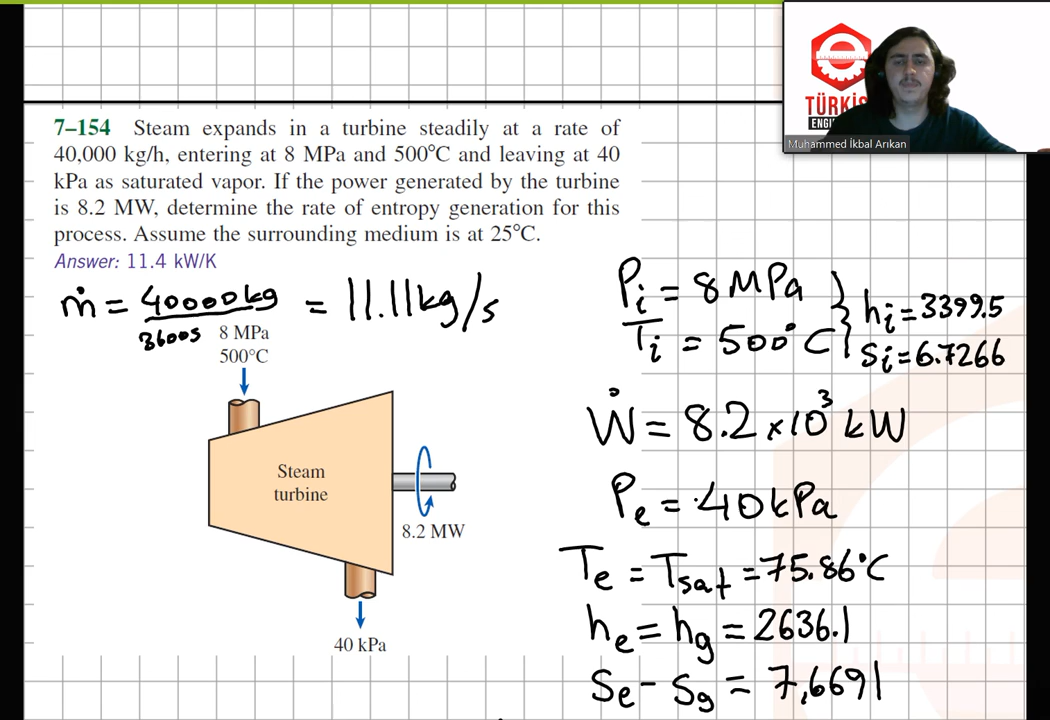 7–154 Steam expands in a turbine steadily at a rate of
40,000 kg/h, entering at 8 MPa and 500°C and leaving at 40
kPa as saturated vapor. If the power generated by the turbine
is 8.2 MW, determine the rate of entropy generation for this
process. Assume the surrounding medium is at 25°C.
Answer: 11.4 kW/K
ṁ = 40000kg / 3600s = 11.11kg/s
8 MPa
500°C
Steam
turbine
8.2 MW
40 kPa
Pi = 8 MPa
Ti = 500°C
hi = 3399.5
si = 6.7266
Ẇ = 8.2 × 10³ kW
Pe = 40kPa
Te = Tsat = 75.86°C
he = hg = 2636.1
Se - Sg = 7,6691
TÜRKİS
ENGI
Muhammed İkbal Arıkan